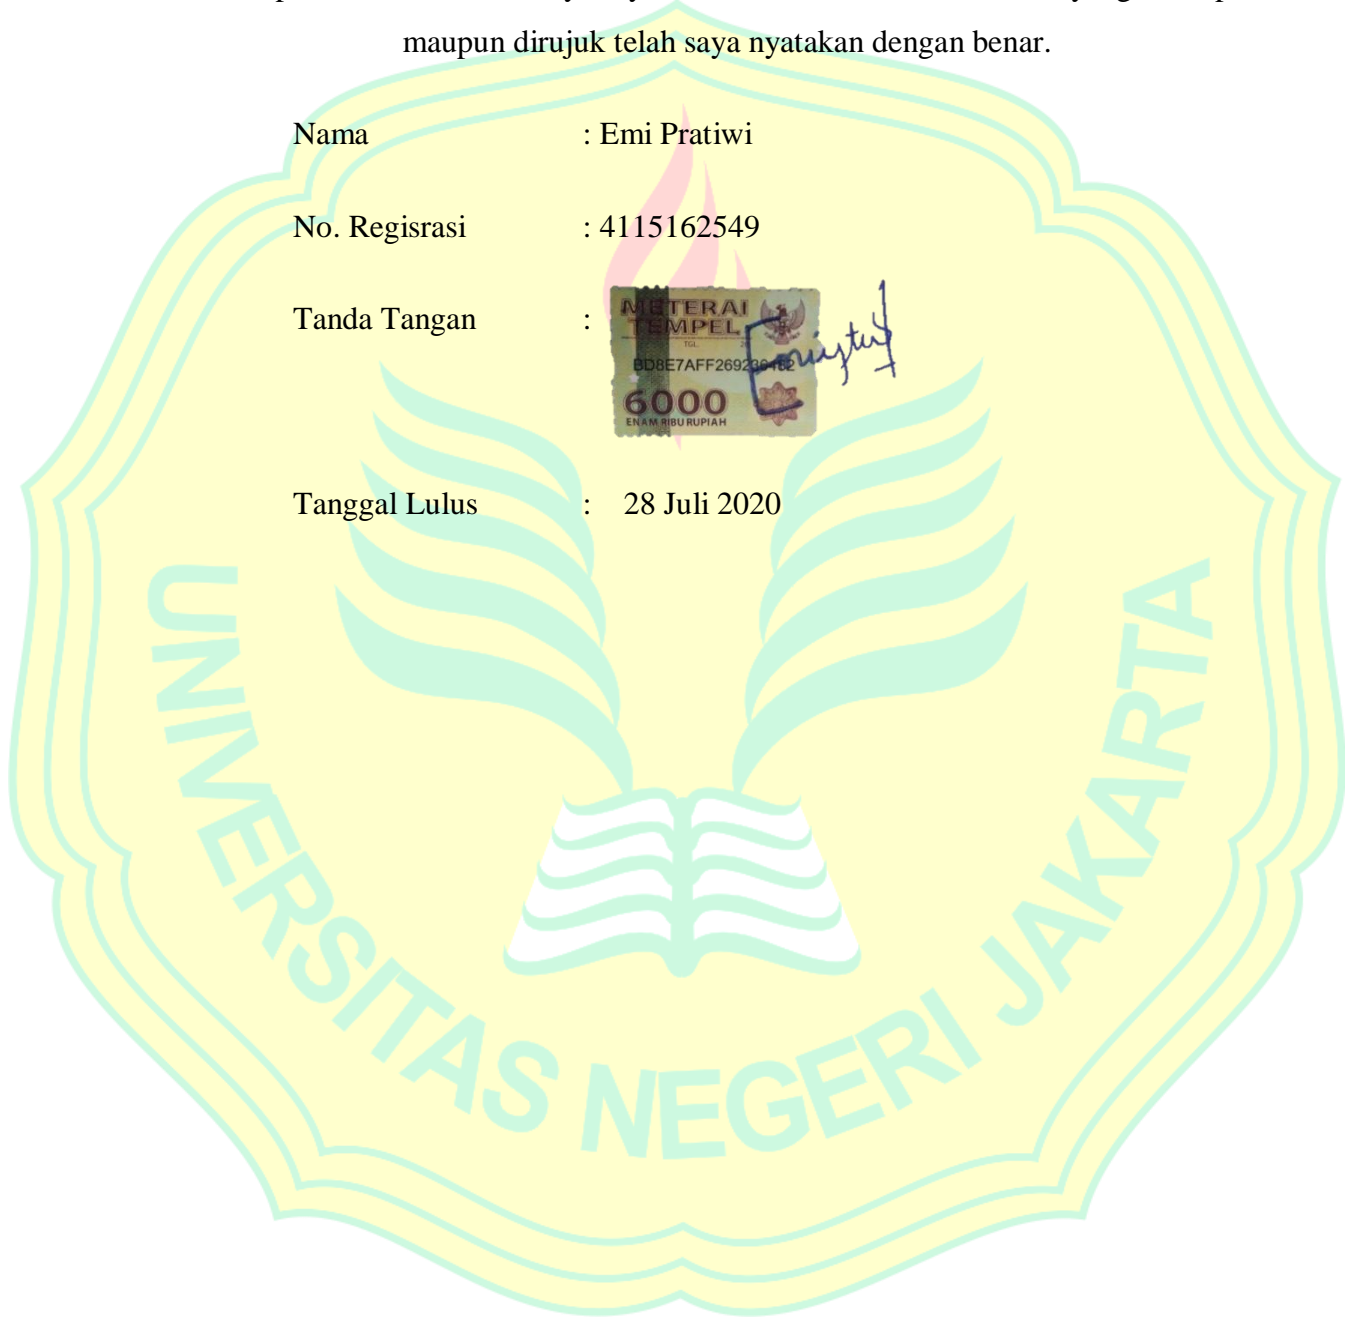 maupun dirujuk telah saya nyatakan dengan benar.
Nama : Emi Pratiwi
No. Regisrasi : 4115162549
Tanda Tangan :
METERAI
TEMPEL
TGL.
6000
ENAM RIBU RUPIAH
Tanggal Lulus : 28 Juli 2020
UNIVERSITAS NEGERI JAKARTA